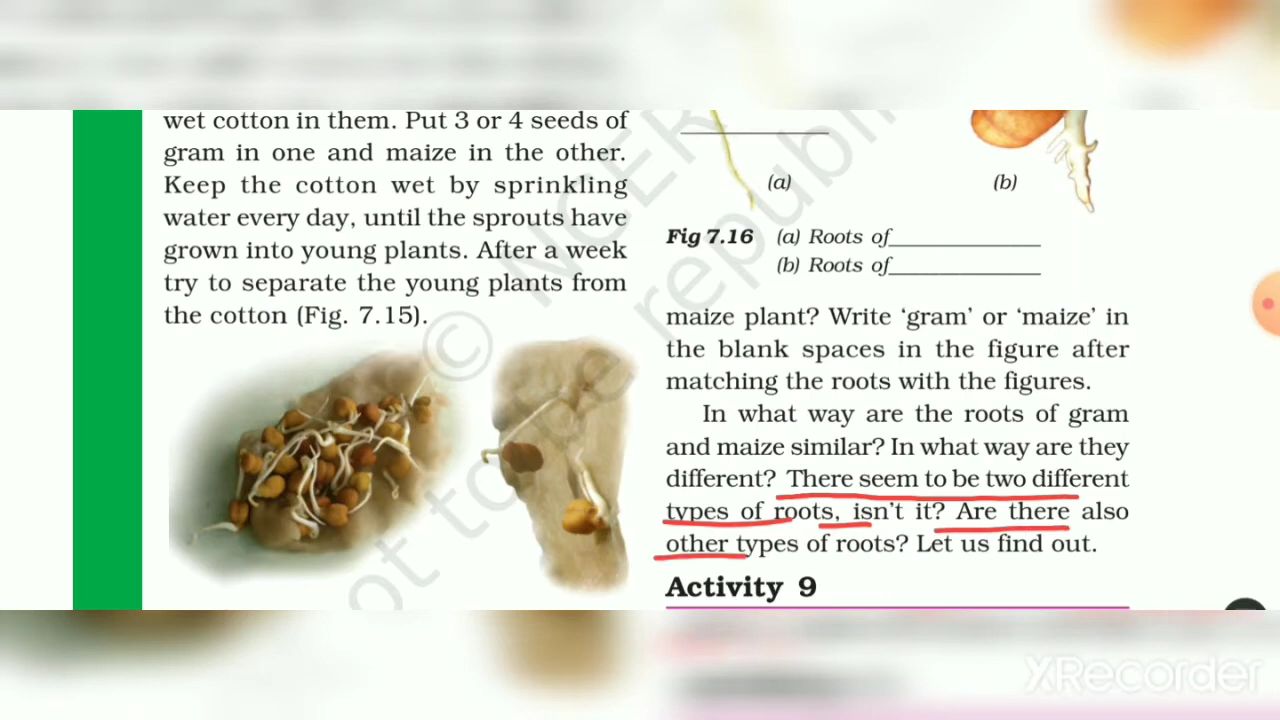 wet cotton in them. Put 3 or 4 seeds of
gram in one and maize in the other.
Keep the cotton wet by sprinkling
water every day, until the sprouts have
grown into young plants. After a week
try to separate the young plants from
the cotton (Fig. 7.15).
(a)
(b)
Fig 7.16 (a) Roots of
(b) Roots of
maize plant? Write ‘gram’ or ‘maize’ in
the blank spaces in the figure after
matching the roots with the figures.
In what way are the roots of gram
and maize similar? In what way are they
different? There seem to be two different
types of roots, isn’t it? Are there also
other types of roots? Let us find out.
Activity 9
© NCER
not to be republi
XRecorder